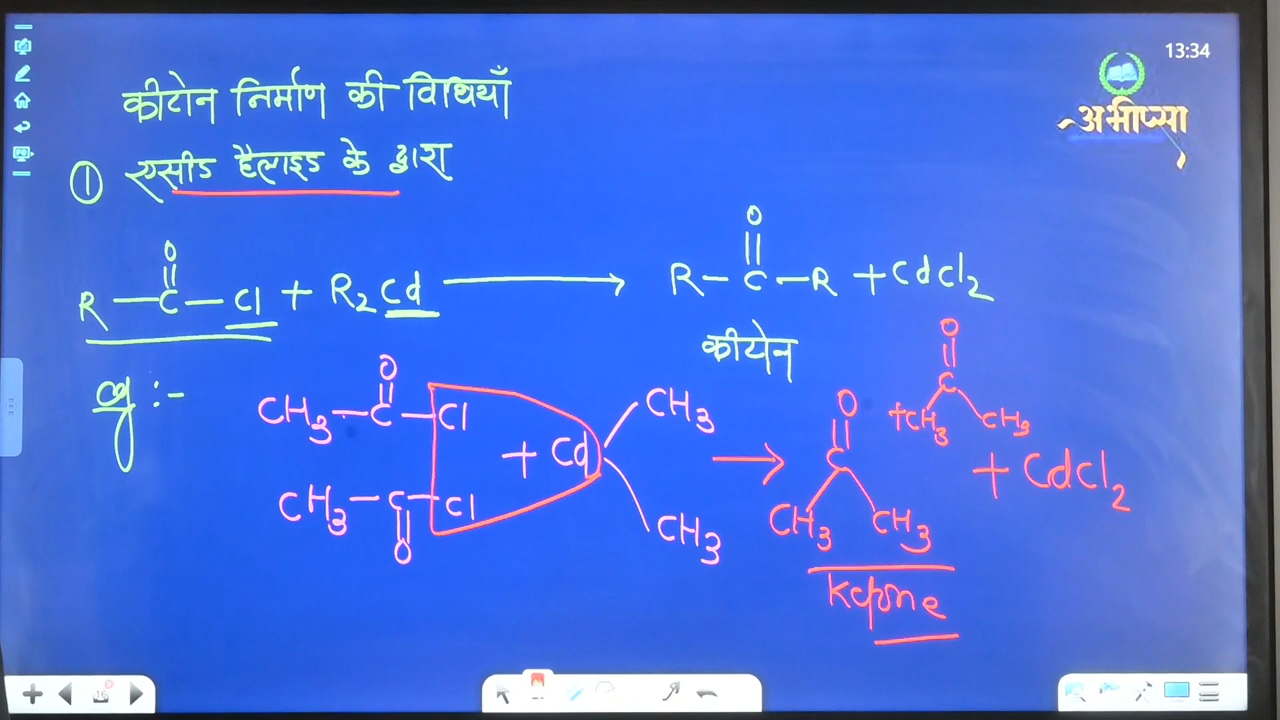 13:34
अभीप्सा
कीटोन निर्माण की विधियाँ
① एसीड हैलाइड के द्वारा
O
||
R—C—Cl + R₂Cd ⟶ R—C—R + CdCl₂
O
||
कीटोन
eg :-
O
||
CH₃—C—Cl
+ Cd
CH₃
CH₃—C—Cl
||
O
CH₃
→
O
||
C
CH₃ CH₃
O
||
C
+CH₃ CH₃
+ CdCl₂
Ketone
16